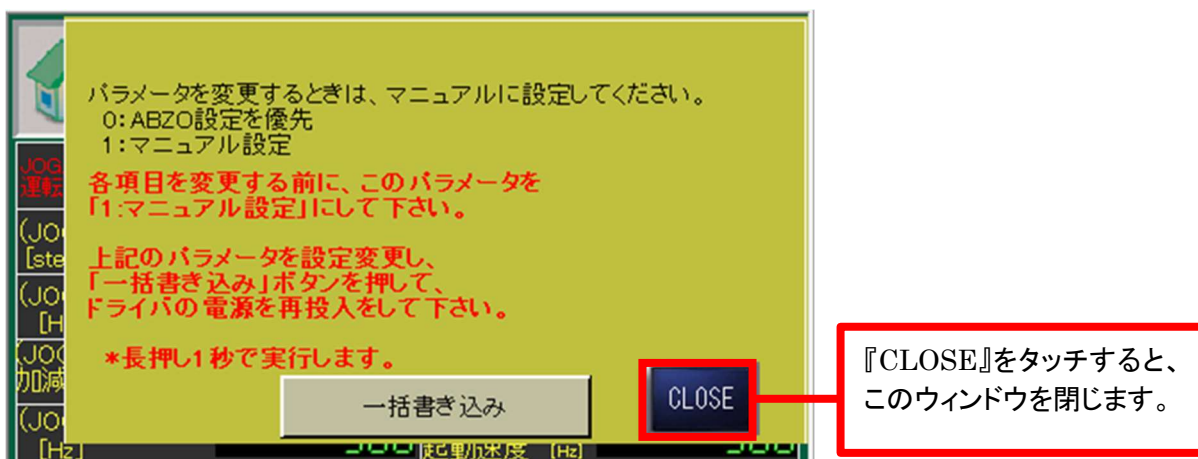 パラメータを変更するときは、マニュアルに設定してください。
0:ABZO設定を優先
1:マニュアル設定
各項目を変更する前に、このパラメータを
「1:マニュアル設定」にして下さい。
上記のパラメータを設定変更し、
「一括書き込み」ボタンを押して、
ドライバの電源を再投入をして下さい。
*長押し1秒で実行します。
一括書き込み
CLOSE
『CLOSE』をタッチすると、
このウィンドウを閉じます。
JOG
運転
(JO
[ste
(JO
[H
(JO
加減
(JO
[Hz]
起動速度 [Hz]